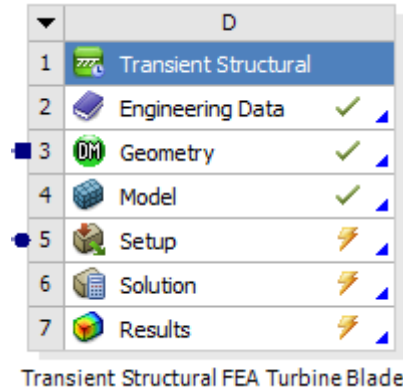 D
1 Transient Structural
2 Engineering Data
3 DM Geometry
4 Model
5 Setup
6 Solution
7 Results
Transient Structural FEA Turbine Blade